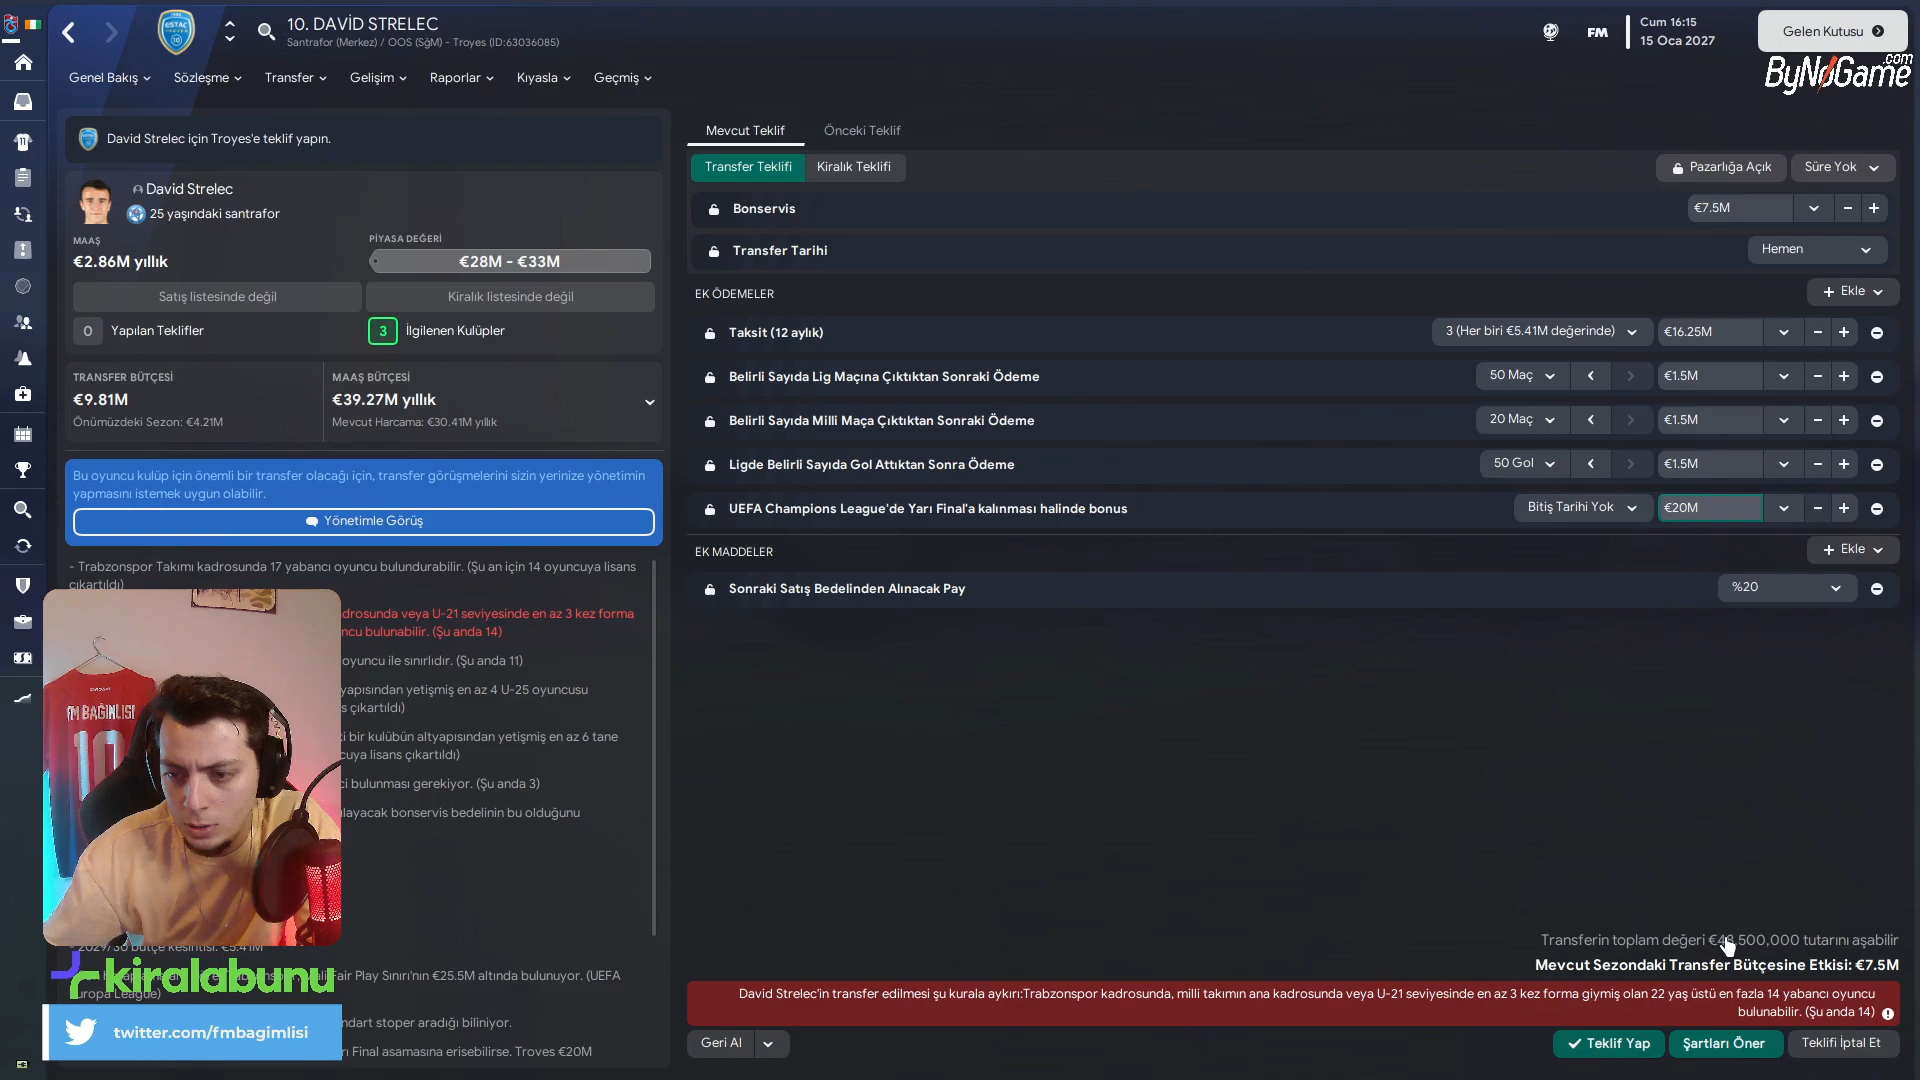 10. DAVİD STRELEC
Santrafor (Merkez) / OOS (SğM) - Troyes (ID:63036085)
FM
Cum 16:15
15 Oca 2027
Gelen Kutusu
ByNoGame.com
Genel Bakış
Sözleşme
Transfer
Gelişim
Raporlar
Kıyasla
Geçmiş
David Strelec için Troyes'e teklif yapın.
David Strelec
25 yaşındaki santrafor
MAAŞ
€2.86M yıllık
PİYASA DEĞERİ
€28M - €33M
Satış listesinde değil
Kiralık listesinde değil
0 Yapılan Teklifler
3 İlgilenen Kulüpler
TRANSFER BÜTÇESİ
€9.81M
Önümüzdeki Sezon: €4.21M
MAAŞ BÜTÇESİ
€39.27M yıllık
Mevcut Harcama: €30.41M yıllık
Bu oyuncu kulüp için önemli bir transfer olacağı için, transfer görüşmelerini sizin yerinize yönetimin
yapmasını istemek uygun olabilir.
Yönetimle Görüş
- Trabzonspor Takımı kadrosunda 17 yabancı oyuncu bulundurabilir. (Şu an için 14 oyuncuya lisans
çıkartıldı)
kadrosunda veya U-21 seviyesinde en az 3 kez forma
bulunabilir. (Şu anda 14)
oyuncu ile sınırlıdır. (Şu anda 11)
yetişmiş en az 4 U-25 oyuncusu
çıkartıldı)
bir kulübün altyapısından yetişmiş en az 6 tane
lisans çıkartıldı)
bulunması gerekiyor. (Şu anda 3)
bonservis bedelinin bu olduğunu
- 2029/30 bütçe kesintisi: €5.41M
Fair Play Sınırı'nın €25.5M altında bulunuyor. (UEFA
Europa League)
stoper aradığı biliniyor.
Final aşamasına erişebilirse, Troyes €20M
FM BAĞIMLISI
10
kiralabunu
twitter.com/fmbagimlisi
Mevcut Teklif
Önceki Teklif
Transfer Teklifi
Kiralık Teklifi
Pazarlığa Açık
Süre Yok
Bonservis €7.5M
Transfer Tarihi Hemen
EK ÖDEMELER
+ Ekle
Taksit (12 aylık) 3 (Her biri €5.41M değerinde) €16.25M
Belirli Sayıda Lig Maçına Çıktıktan Sonraki Ödeme 50 Maç €1.5M
Belirli Sayıda Milli Maça Çıktıktan Sonraki Ödeme 20 Maç €1.5M
Ligde Belirli Sayıda Gol Attıktan Sonra Ödeme 50 Gol €1.5M
UEFA Champions League'de Yarı Final'a kalınması halinde bonus Bitiş Tarihi Yok €20M
EK MADDELER
+ Ekle
Sonraki Satış Bedelinden Alınacak Pay %20
Transferin toplam değeri €48,500,000 tutarını aşabilir
Mevcut Sezondaki Transfer Bütçesine Etkisi: €7.5M
David Strelec'in transfer edilmesi şu kurala aykırı:Trabzonspor kadrosunda, milli takımın ana kadrosunda veya U-21 seviyesinde en az 3 kez forma giymiş olan 22 yaş üstü en fazla 14 yabancı oyuncu
bulunabilir. (Şu anda 14)
Geri Al
Teklif Yap
Şartları Öner
Teklifi İptal Et